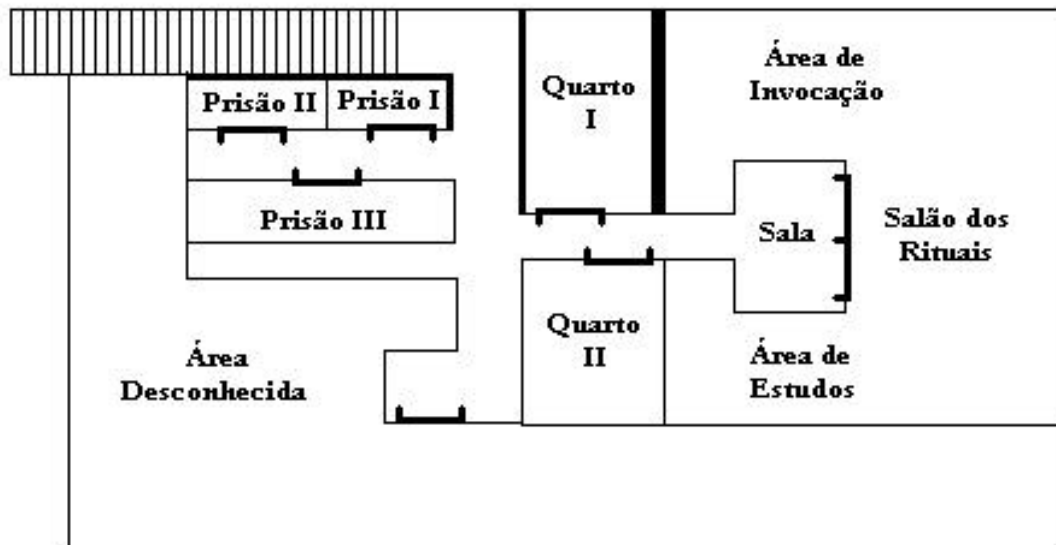 Prisão II
Prisão I
Prisão III
Quarto
I
Área de
Invocação
Sala
Salão dos
Rituais
Quarto
II
Área de
Estudos
Área
Desconhecida